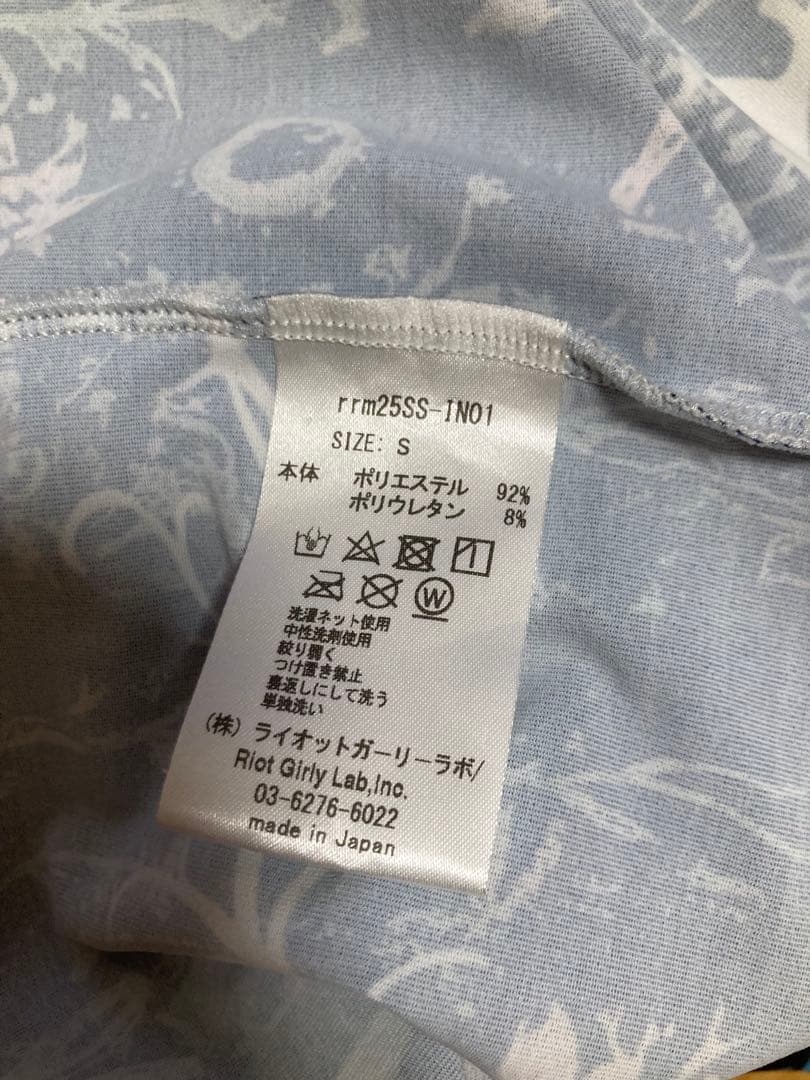 rrm25SS-IN01
SIZE: S
本体 ポリエステル 92%
ポリウレタン 8%
W
洗濯ネット使用
中性洗剤使用
絞り弱く
つけ置き禁止
裏返しにして洗う
単独洗い
(株)ライオットガーリーラボ/
Riot Girly Lab,Inc.
03-6276-6022
made in Japan